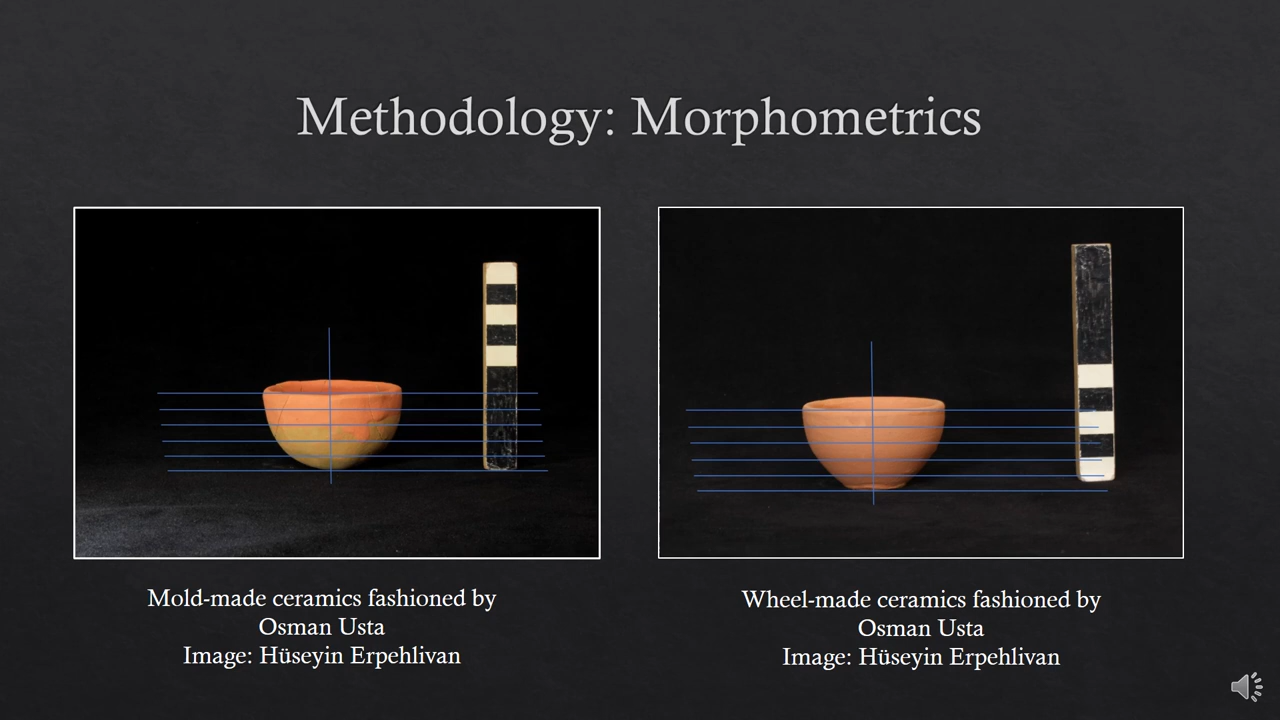 Methodology: Morphometrics
Mold-made ceramics fashioned by
Osman Usta
Image: Hüseyin Erpehlivan
Wheel-made ceramics fashioned by
Osman Usta
Image: Hüseyin Erpehlivan